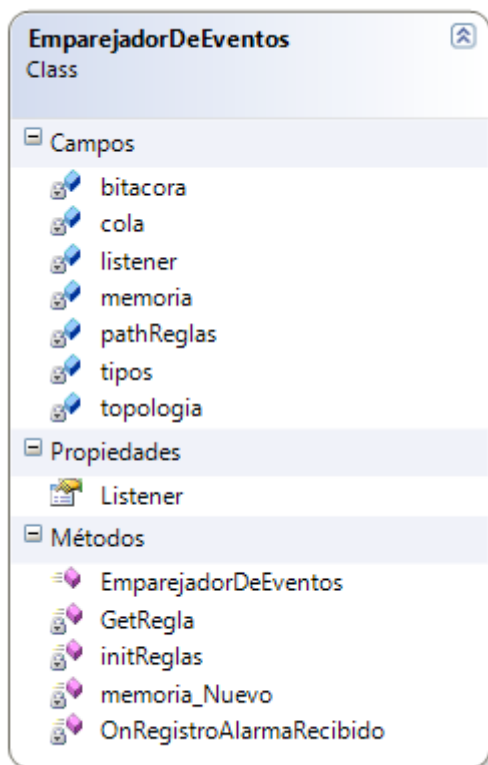 EmparejadorDeEventos
Class
Campos
bitacora
cola
listener
memoria
pathReglas
tipos
topologia
Propiedades
Listener
Métodos
EmparejadorDeEventos
GetRegla
initReglas
memoria_Nuevo
OnRegistroAlarmaRecibido